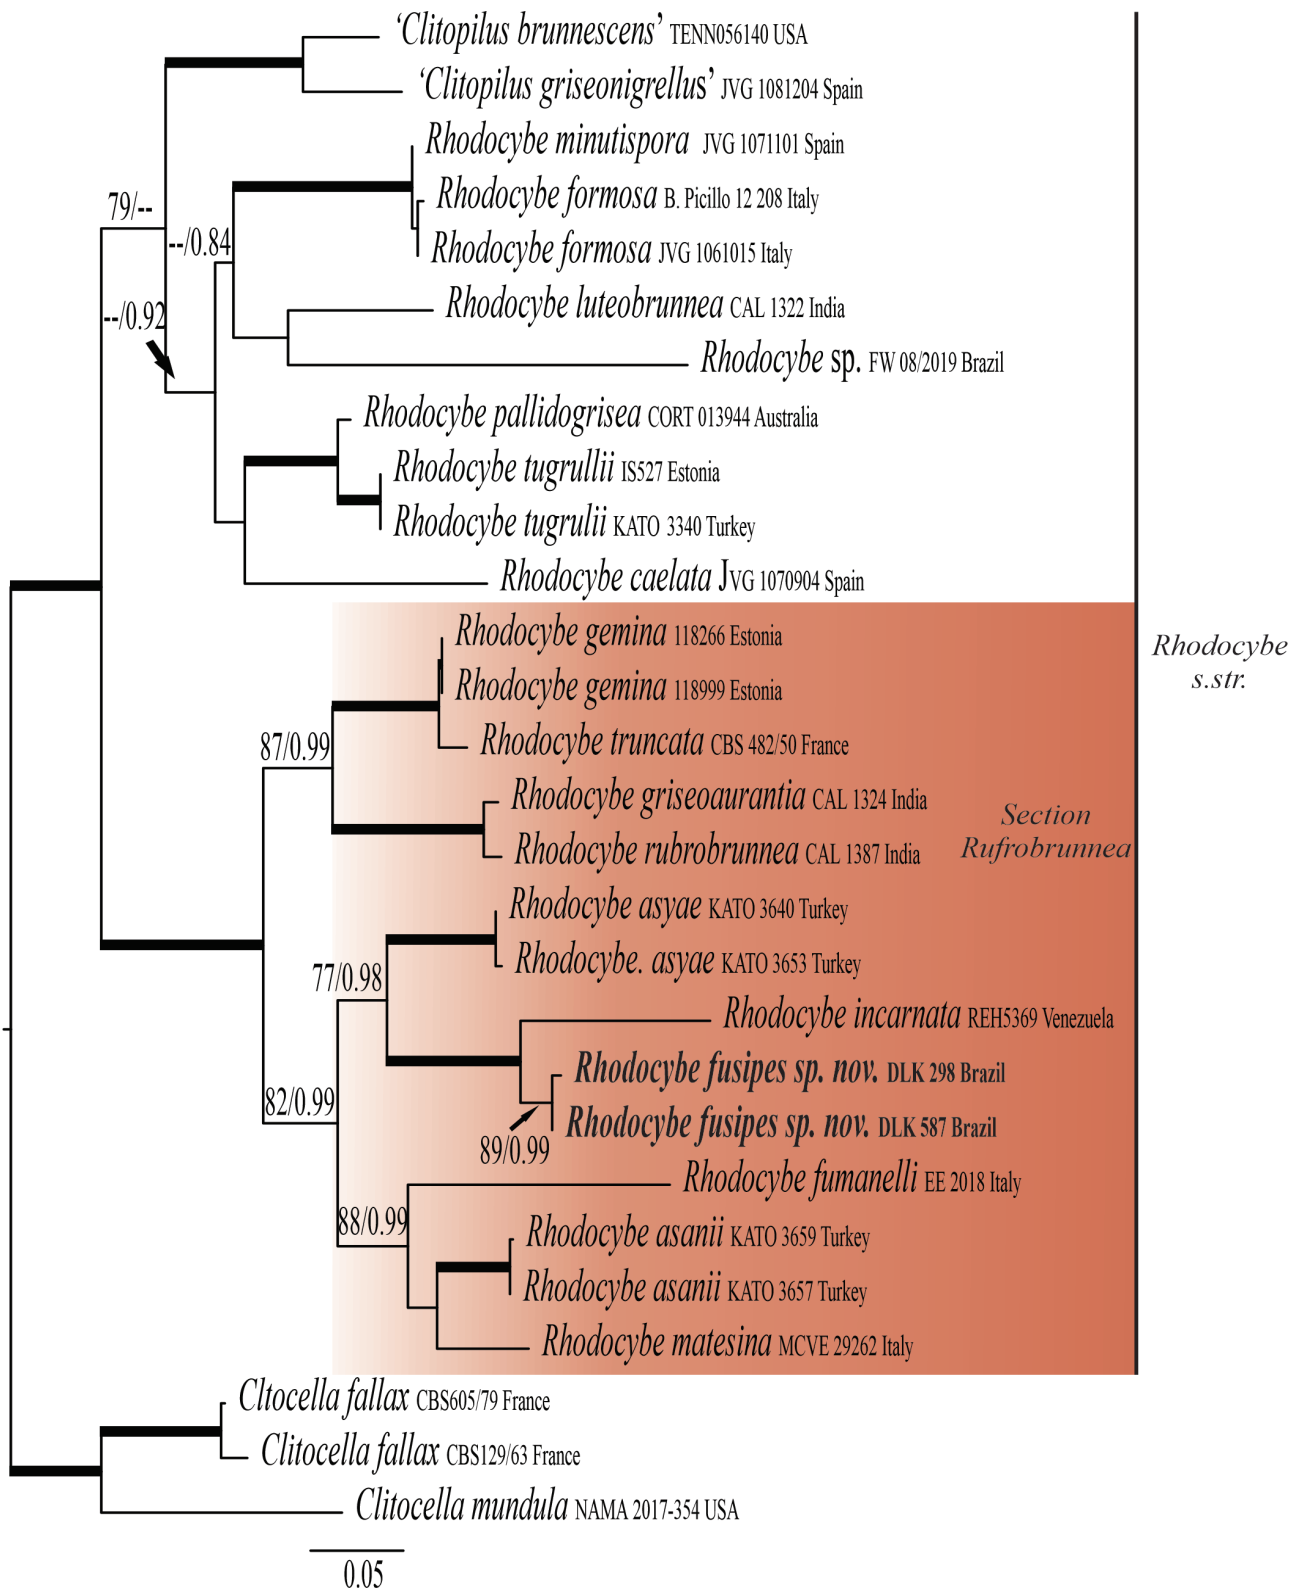 ‘Clitopilus brunnescens’ TENN056140 USA
‘Clitopilus griseonigrellus’ JVG 1081204 Spain
Rhodocybe minutispora JVG 1071101 Spain
Rhodocybe formosa B. Picillo 12 208 Italy
79/--
--/0.84
Rhodocybe formosa JVG 1061015 Italy
Rhodocybe luteobrunnea CAL 1322 India
--/0.92
Rhodocybe sp. FW 08/2019 Brazil
Rhodocybe pallidogrisea CORT 013944 Australia
Rhodocybe tugrullii IS527 Estonia
Rhodocybe tugrulii KATO 3340 Turkey
Rhodocybe caelata JVG 1070904 Spain
Rhodocybe gemina 118266 Estonia
Rhodocybe
s.str.
Rhodocybe gemina 118999 Estonia
Rhodocybe truncata CBS 482/50 France
87/0.99
Rhodocybe griseoaurantia CAL 1324 India
Section
Rufrobrunnea
Rhodocybe rubrobrunnea CAL 1387 India
Rhodocybe asyae KATO 3640 Turkey
Rhodocybe. asyae KATO 3653 Turkey
77/0.98
Rhodocybe incarnata REH5369 Venezuela
Rhodocybe fusipes sp. nov. DLK 298 Brazil
82/0.99
Rhodocybe fusipes sp. nov. DLK 587 Brazil
89/0.99
Rhodocybe fumanelli EE 2018 Italy
88/0.99
Rhodocybe asanii KATO 3659 Turkey
Rhodocybe asanii KATO 3657 Turkey
Rhodocybe matesina MCVE 29262 Italy
Cltocella fallax CBS605/79 France
Clitocella fallax CBS129/63 France
Clitocella mundula NAMA 2017-354 USA
0.05